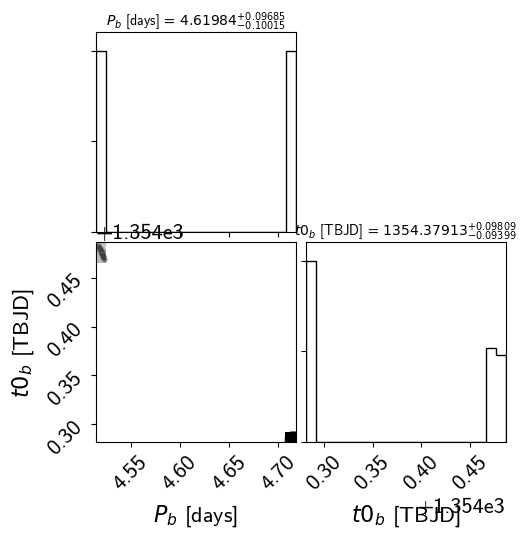 P_b [days] = 4.61984^{+0.09685}_{-0.10015}
+1.354e3
t0_b [TBJD] = 1354.37913^{+0.09809}_{-0.09399}
0.45
0.40
0.35
0.30
t0_b [TBJD]
4.55 4.60 4.65 4.70
0.30 0.35 0.40 0.45
+1.354e3
P_b [days]
t0_b [TBJD]